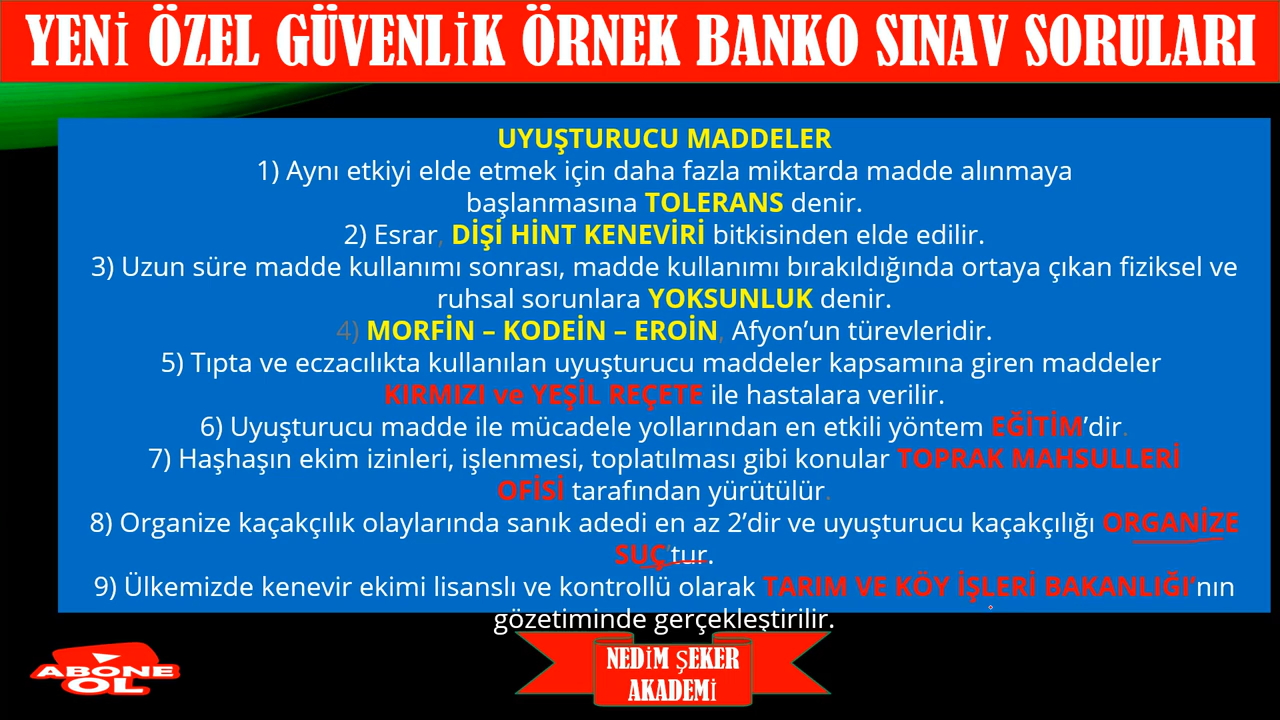 YENİ ÖZEL GÜVENLİK ÖRNEK BANKO SINAV SORULARI
UYUŞTURUCU MADDELER
1) Aynı etkiyi elde etmek için daha fazla miktarda madde alınmaya
başlanmasına TOLERANS denir.
2) Esrar, DİŞİ HİNT KENEVİRİ bitkisinden elde edilir.
3) Uzun süre madde kullanımı sonrası, madde kullanımı bırakıldığında ortaya çıkan fiziksel ve
ruhsal sorunlara YOKSUNLUK denir.
4) MORFİN – KODEİN – EROİN, Afyon’un türevleridir.
5) Tıpta ve eczacılıkta kullanılan uyuşturucu maddeler kapsamına giren maddeler
KIRMIZI ve YEŞİL REÇETE ile hastalara verilir.
6) Uyuşturucu madde ile mücadele yollarından en etkili yöntem EĞİTİM’dir.
7) Haşhaşın ekim izinleri, işlenmesi, toplatılması gibi konular TOPRAK MAHSULLERİ
OFİSİ tarafından yürütülür.
8) Organize kaçakçılık olaylarında sanık adedi en az 2’dir ve uyuşturucu kaçakçılığı ORGANİZE
SUÇ’tur.
9) Ülkemizde kenevir ekimi lisanslı ve kontrollü olarak TARIM VE KÖY İŞLERİ BAKANLIĞI’nın
gözetiminde gerçekleştirilir.
ABONE
OL
NEDİM ŞEKER
AKADEMİ